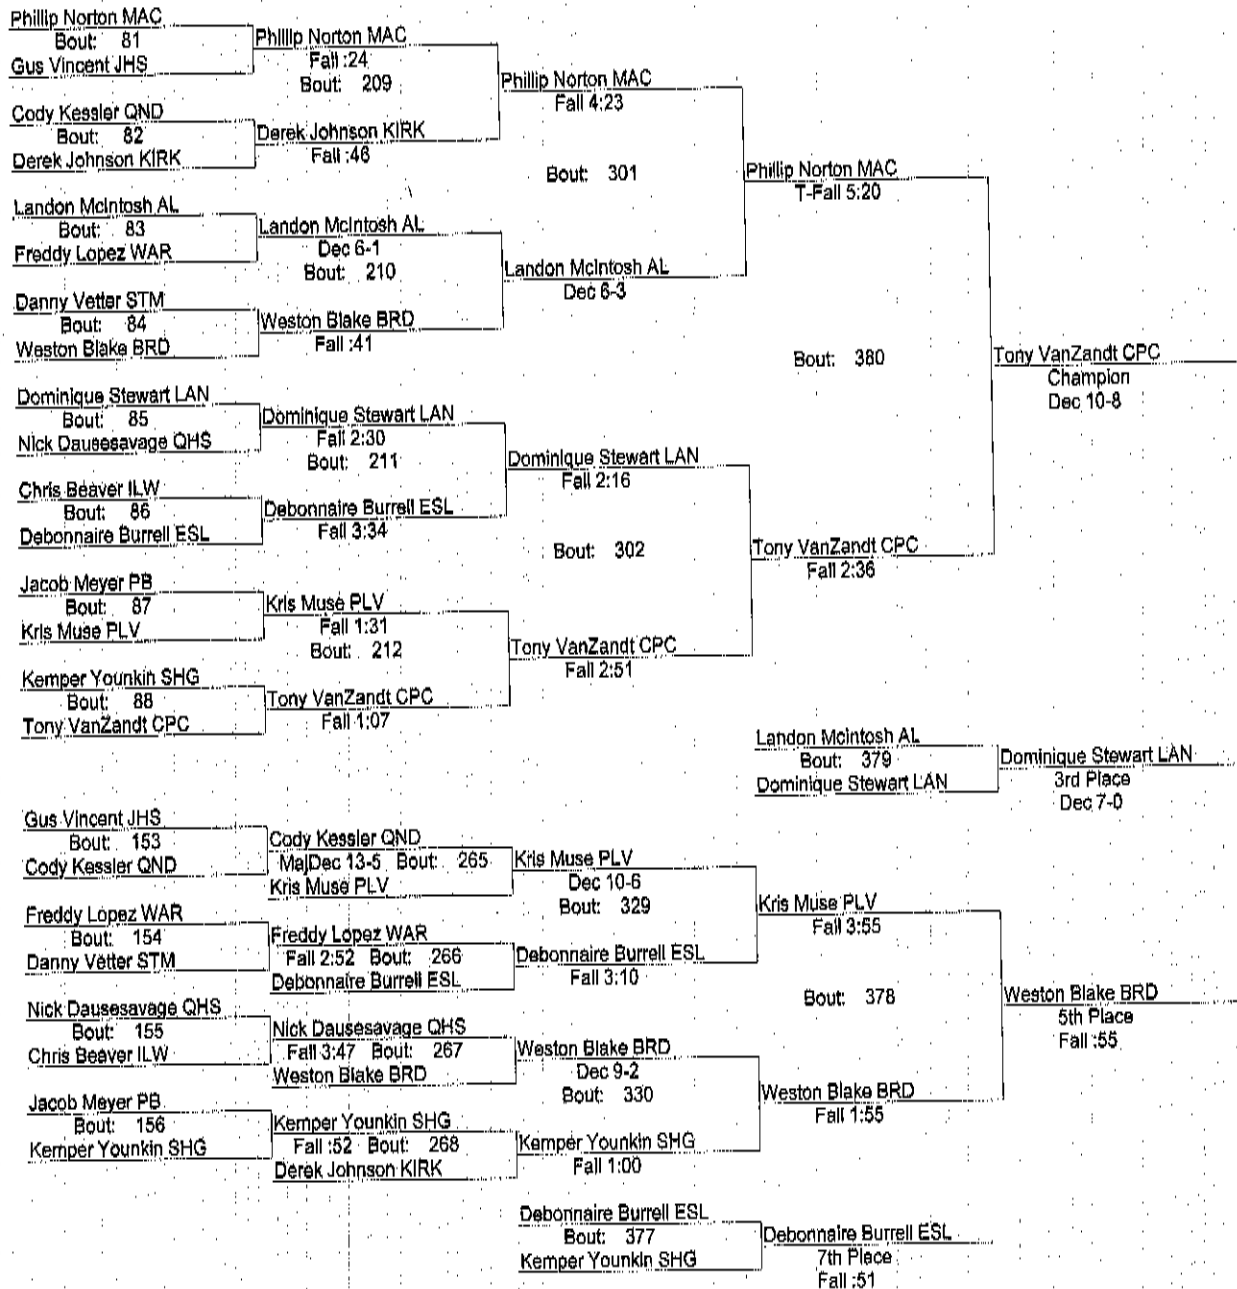 Phillip Norton MAC
Bout: 81
Gus Vincent JHS
Phillip Norton MAC
Fall :24
Bout: 209
Cody Kessler QND
Bout: 82
Derek Johnson KIRK
Derek Johnson KIRK
Fall :46
Phillip Norton MAC
Fall 4:23
Bout: 301
Landon McIntosh AL
Bout: 83
Freddy Lopez WAR
Landon McIntosh AL
Dec 6-1
Bout: 210
Danny Vetter STM
Bout: 84
Weston Blake BRD
Weston Blake BRD
Fall :41
Landon McIntosh AL
Dec 6-3
Phillip Norton MAC
T-Fall 5:20
Bout: 380
Dominique Stewart LAN
Bout: 85
Nick Dausesavage QHS
Dominique Stewart LAN
Fall 2:30
Bout: 211
Chris Beaver ILW
Bout: 86
Debonnaire Burrell ESL
Debonnaire Burrell ESL
Fall 3:34
Dominique Stewart LAN
Fall 2:16
Bout: 302
Jacob Meyer PB
Bout: 87
Kris Muse PLV
Kris Muse PLV
Fall 1:31
Bout: 212
Kemper Younkin SHG
Bout: 88
Tony VanZandt CPC
Tony VanZandt CPC
Fall 1:07
Tony VanZandt CPC
Fall 2:51
Tony VanZandt CPC
Fall 2:36
Tony VanZandt CPC
Champion
Dec 10-8
Landon McIntosh AL
Bout: 379
Dominique Stewart LAN
Dominique Stewart LAN
3rd Place
Dec 7-0
Gus Vincent JHS
Bout: 153
Cody Kessler QND
Cody Kessler QND
MajDec 13-5 Bout: 265
Kris Muse PLV
Kris Muse PLV
Dec 10-6
Bout: 329
Freddy Lopez WAR
Bout: 154
Danny Vetter STM
Freddy Lopez WAR
Fall 2:52 Bout: 266
Debonnaire Burrell ESL
Debonnaire Burrell ESL
Fall 3:10
Kris Muse PLV
Fall 3:55
Bout: 378
Nick Dausesavage QHS
Bout: 155
Chris Beaver ILW
Nick Dausesavage QHS
Fall 3:47 Bout: 267
Weston Blake BRD
Weston Blake BRD
Dec 9-2
Bout: 330
Jacob Meyer PB
Bout: 156
Kemper Younkin SHG
Kemper Younkin SHG
Fall :52 Bout: 268
Derek Johnson KIRK
Kemper Younkin SHG
Fall 1:00
Weston Blake BRD
Fall 1:55
Weston Blake BRD
5th Place
Fall :55
Debonnaire Burrell ESL
Bout: 377
Kemper Younkin SHG
Debonnaire Burrell ESL
7th Place
Fall :51